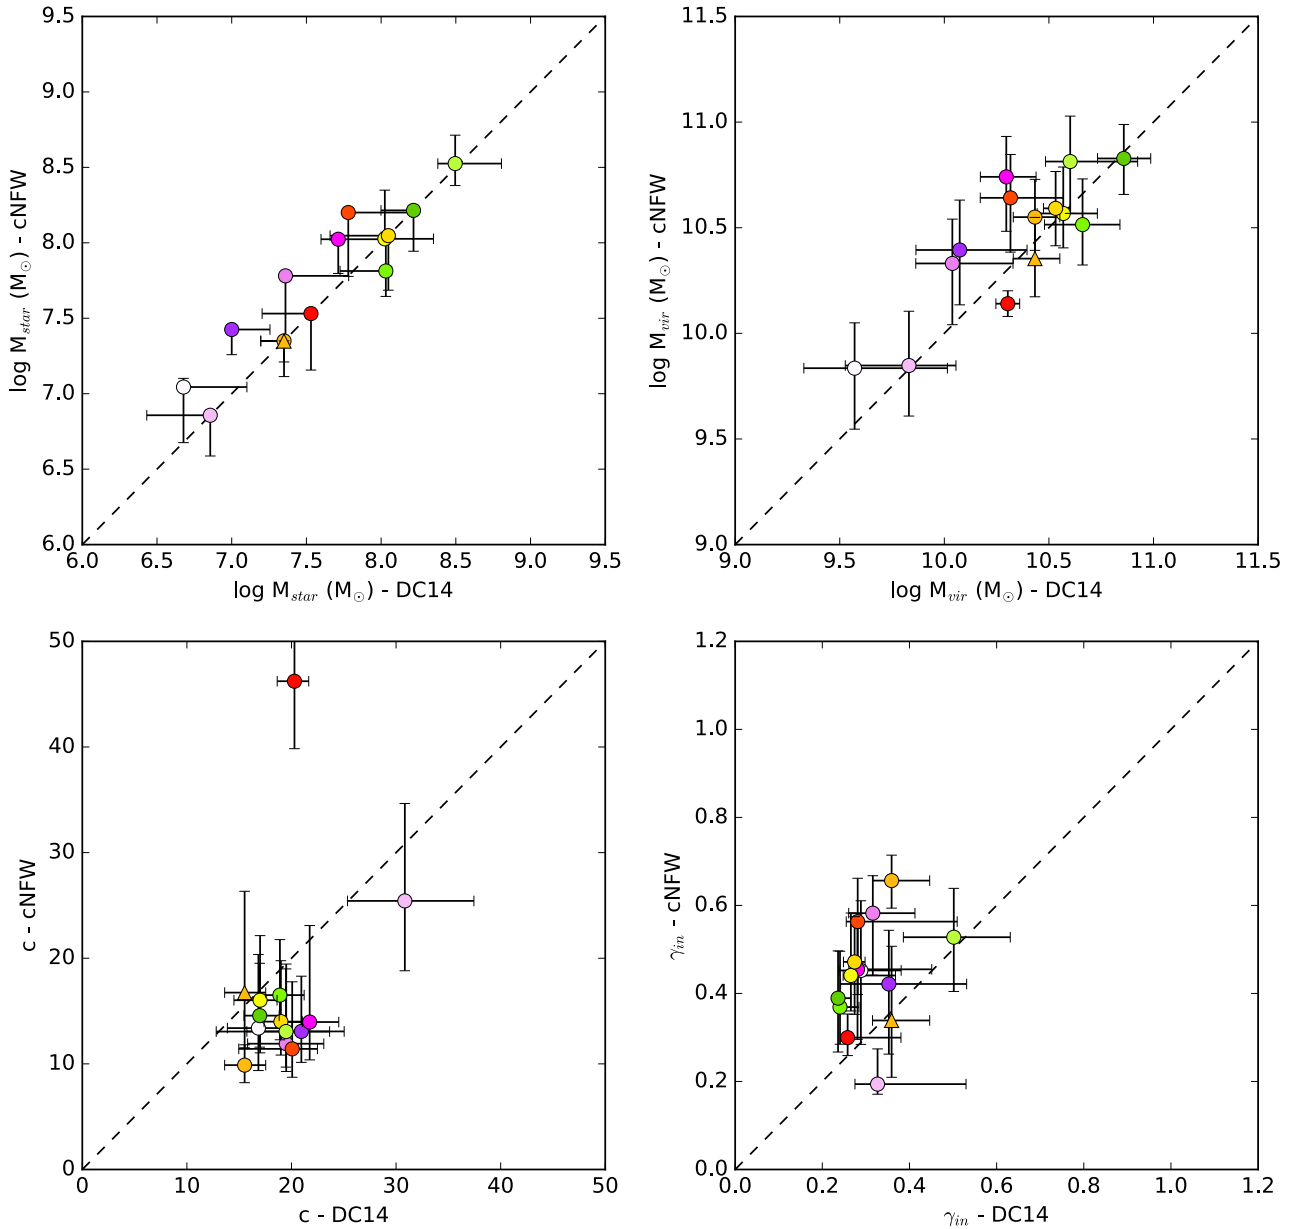 9.5
9.0
8.5
8.0
7.5
7.0
6.5
6.0
log M_star (M_⊙) - cNFW
6.0 6.5 7.0 7.5 8.0 8.5 9.0 9.5
log M_star (M_⊙) - DC14
11.5
11.0
10.5
10.0
9.5
9.0
log M_vir (M_⊙) - cNFW
9.0 9.5 10.0 10.5 11.0 11.5
log M_vir (M_⊙) - DC14
50
40
30
20
10
0
c - cNFW
0 10 20 30 40 50
c - DC14
1.2
1.0
0.8
0.6
0.4
0.2
0.0
γ_in - cNFW
0.0 0.2 0.4 0.6 0.8 1.0 1.2
γ_in - DC14